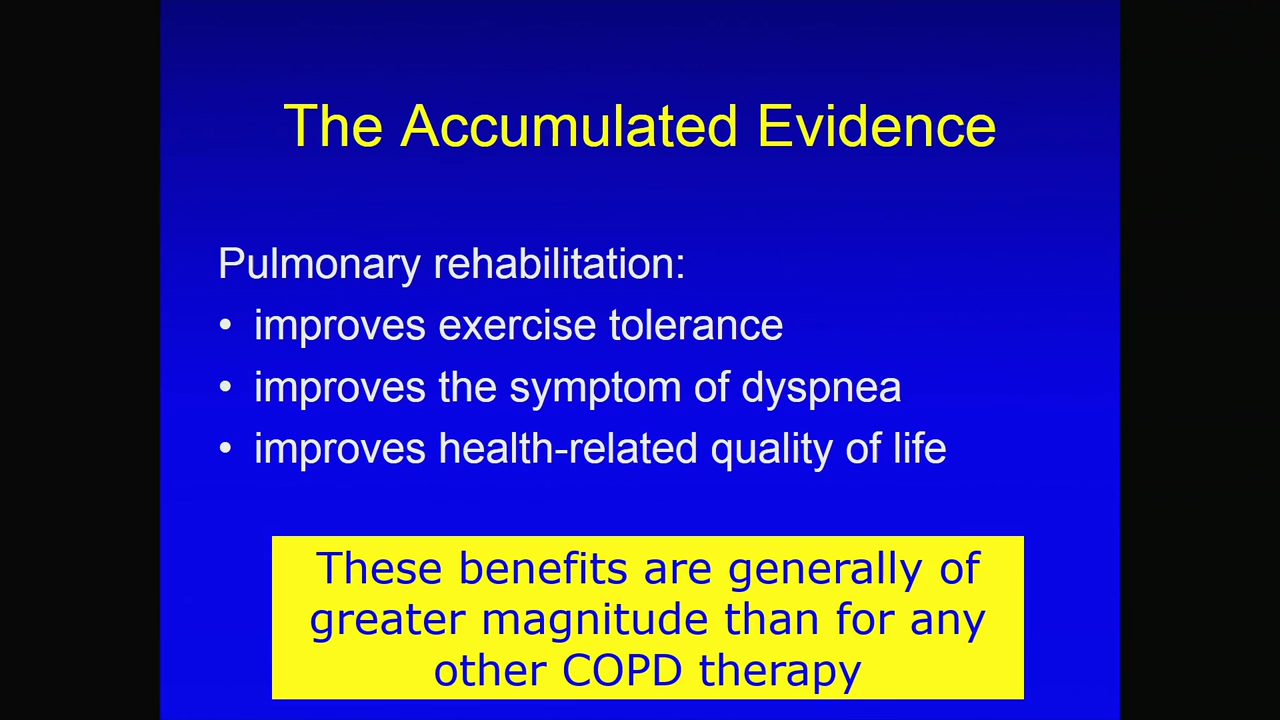 The Accumulated Evidence
Pulmonary rehabilitation:
• improves exercise tolerance
• improves the symptom of dyspnea
• improves health-related quality of life
These benefits are generally of
greater magnitude than for any
other COPD therapy